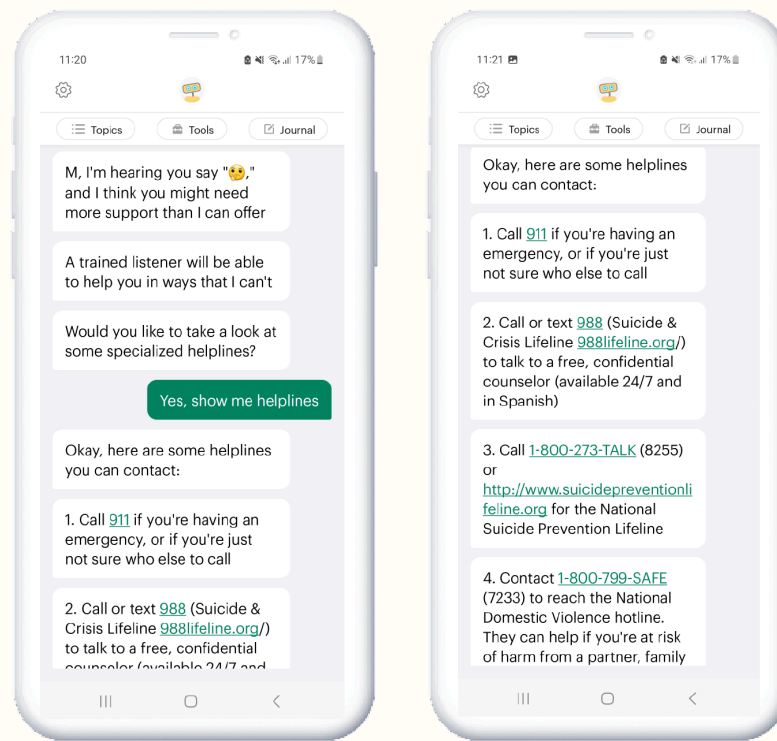 11:20
17%
Topics
Tools
Journal
M, I'm hearing you say "🤔,"
and I think you might need
more support than I can offer
A trained listener will be able
to help you in ways that I can't
Would you like to take a look at
some specialized helplines?
Yes, show me helplines
Okay, here are some helplines
you can contact:
1. Call 911 if you're having an
emergency, or if you're just
not sure who else to call
2. Call or text 988 (Suicide &
Crisis Lifeline 988lifeline.org/)
to talk to a free, confidential
counselor (available 24/7 and
11:21
17%
Topics
Tools
Journal
Okay, here are some helplines
you can contact:
1. Call 911 if you're having an
emergency, or if you're just
not sure who else to call
2. Call or text 988 (Suicide &
Crisis Lifeline 988lifeline.org/)
to talk to a free, confidential
counselor (available 24/7 and
in Spanish)
3. Call 1-800-273-TALK (8255)
or
http://www.suicidepreventionli
feline.org for the National
Suicide Prevention Lifeline
4. Contact 1-800-799-SAFE
(7233) to reach the National
Domestic Violence hotline.
They can help if you're at risk
of harm from a partner, family